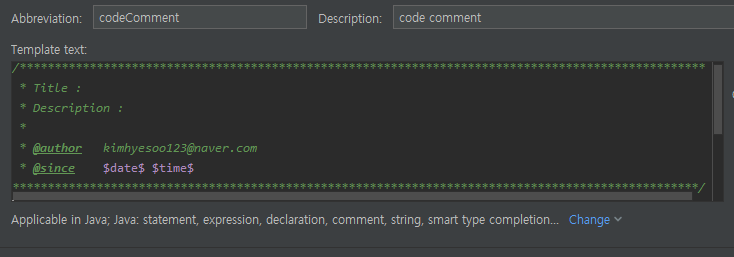 Abbreviation: codeComment Description: code comment
Template text:
/**************************************************************************************************
* Title :
* Description :
*
* @author kimhyesoo123@naver.com
* @since $date$ $time$
**************************************************************************************************/
Applicable in Java; Java: statement, expression, declaration, comment, string, smart type completion... Change